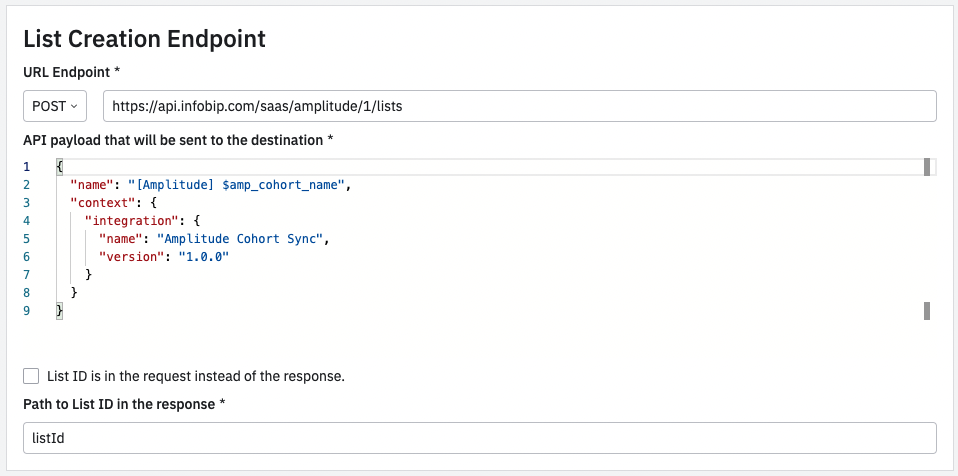 List Creation Endpoint
URL Endpoint *
POST
https://api.infobip.com/saas/amplitude/1/lists
API payload that will be sent to the destination *
1 {
2 "name": "[Amplitude] $amp_cohort_name",
3 "context": {
4 "integration": {
5 "name": "Amplitude Cohort Sync",
6 "version": "1.0.0"
7 }
8 }
9 }
List ID is in the request instead of the response.
Path to List ID in the response *
listId